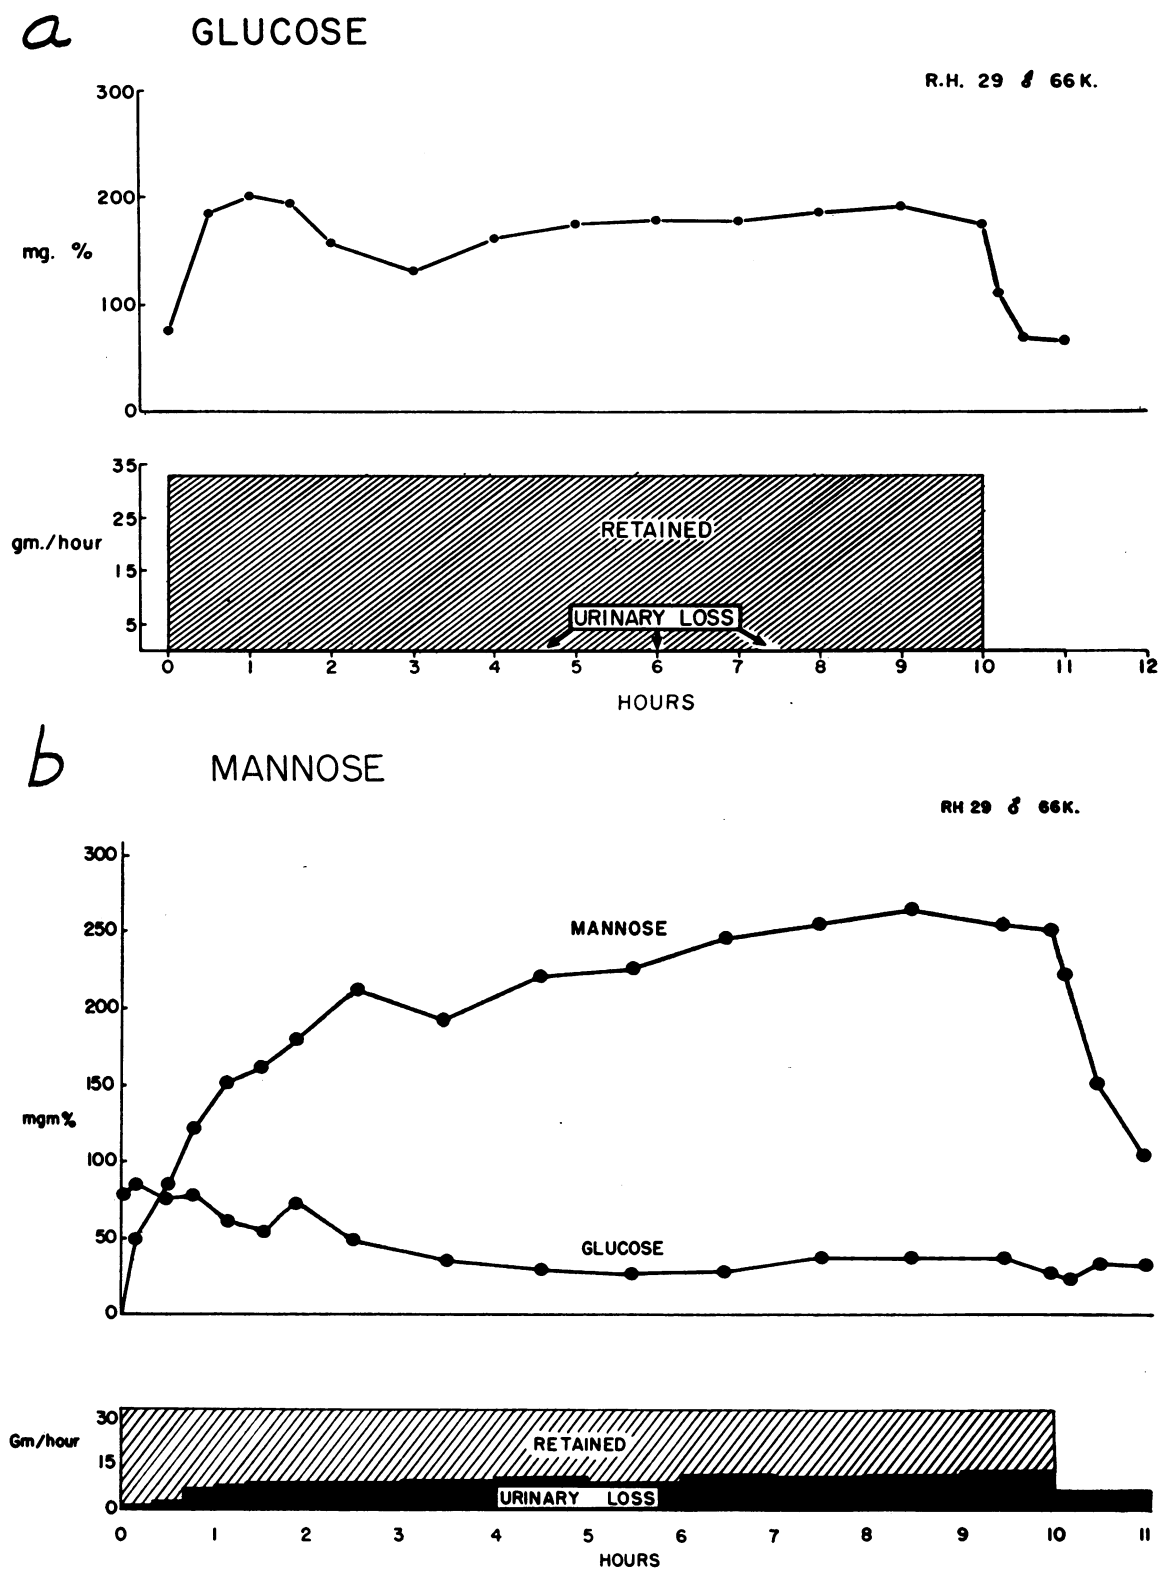 a GLUCOSE
R.H. 29 ♂ 66K.
300
200
mg. %
100
0
35
25
RETAINED
gm./hour
15
URINARY LOSS
5
0 1 2 3 4 5 6 7 8 9 10 11 12
HOURS
b MANNOSE
RH 29 ♂ 66K.
300
250
MANNOSE
200
150
mgm%
100
50
GLUCOSE
0
30
Gm/hour
RETAINED
15
URINARY LOSS
0
0 1 2 3 4 5 6 7 8 9 10 11
HOURS